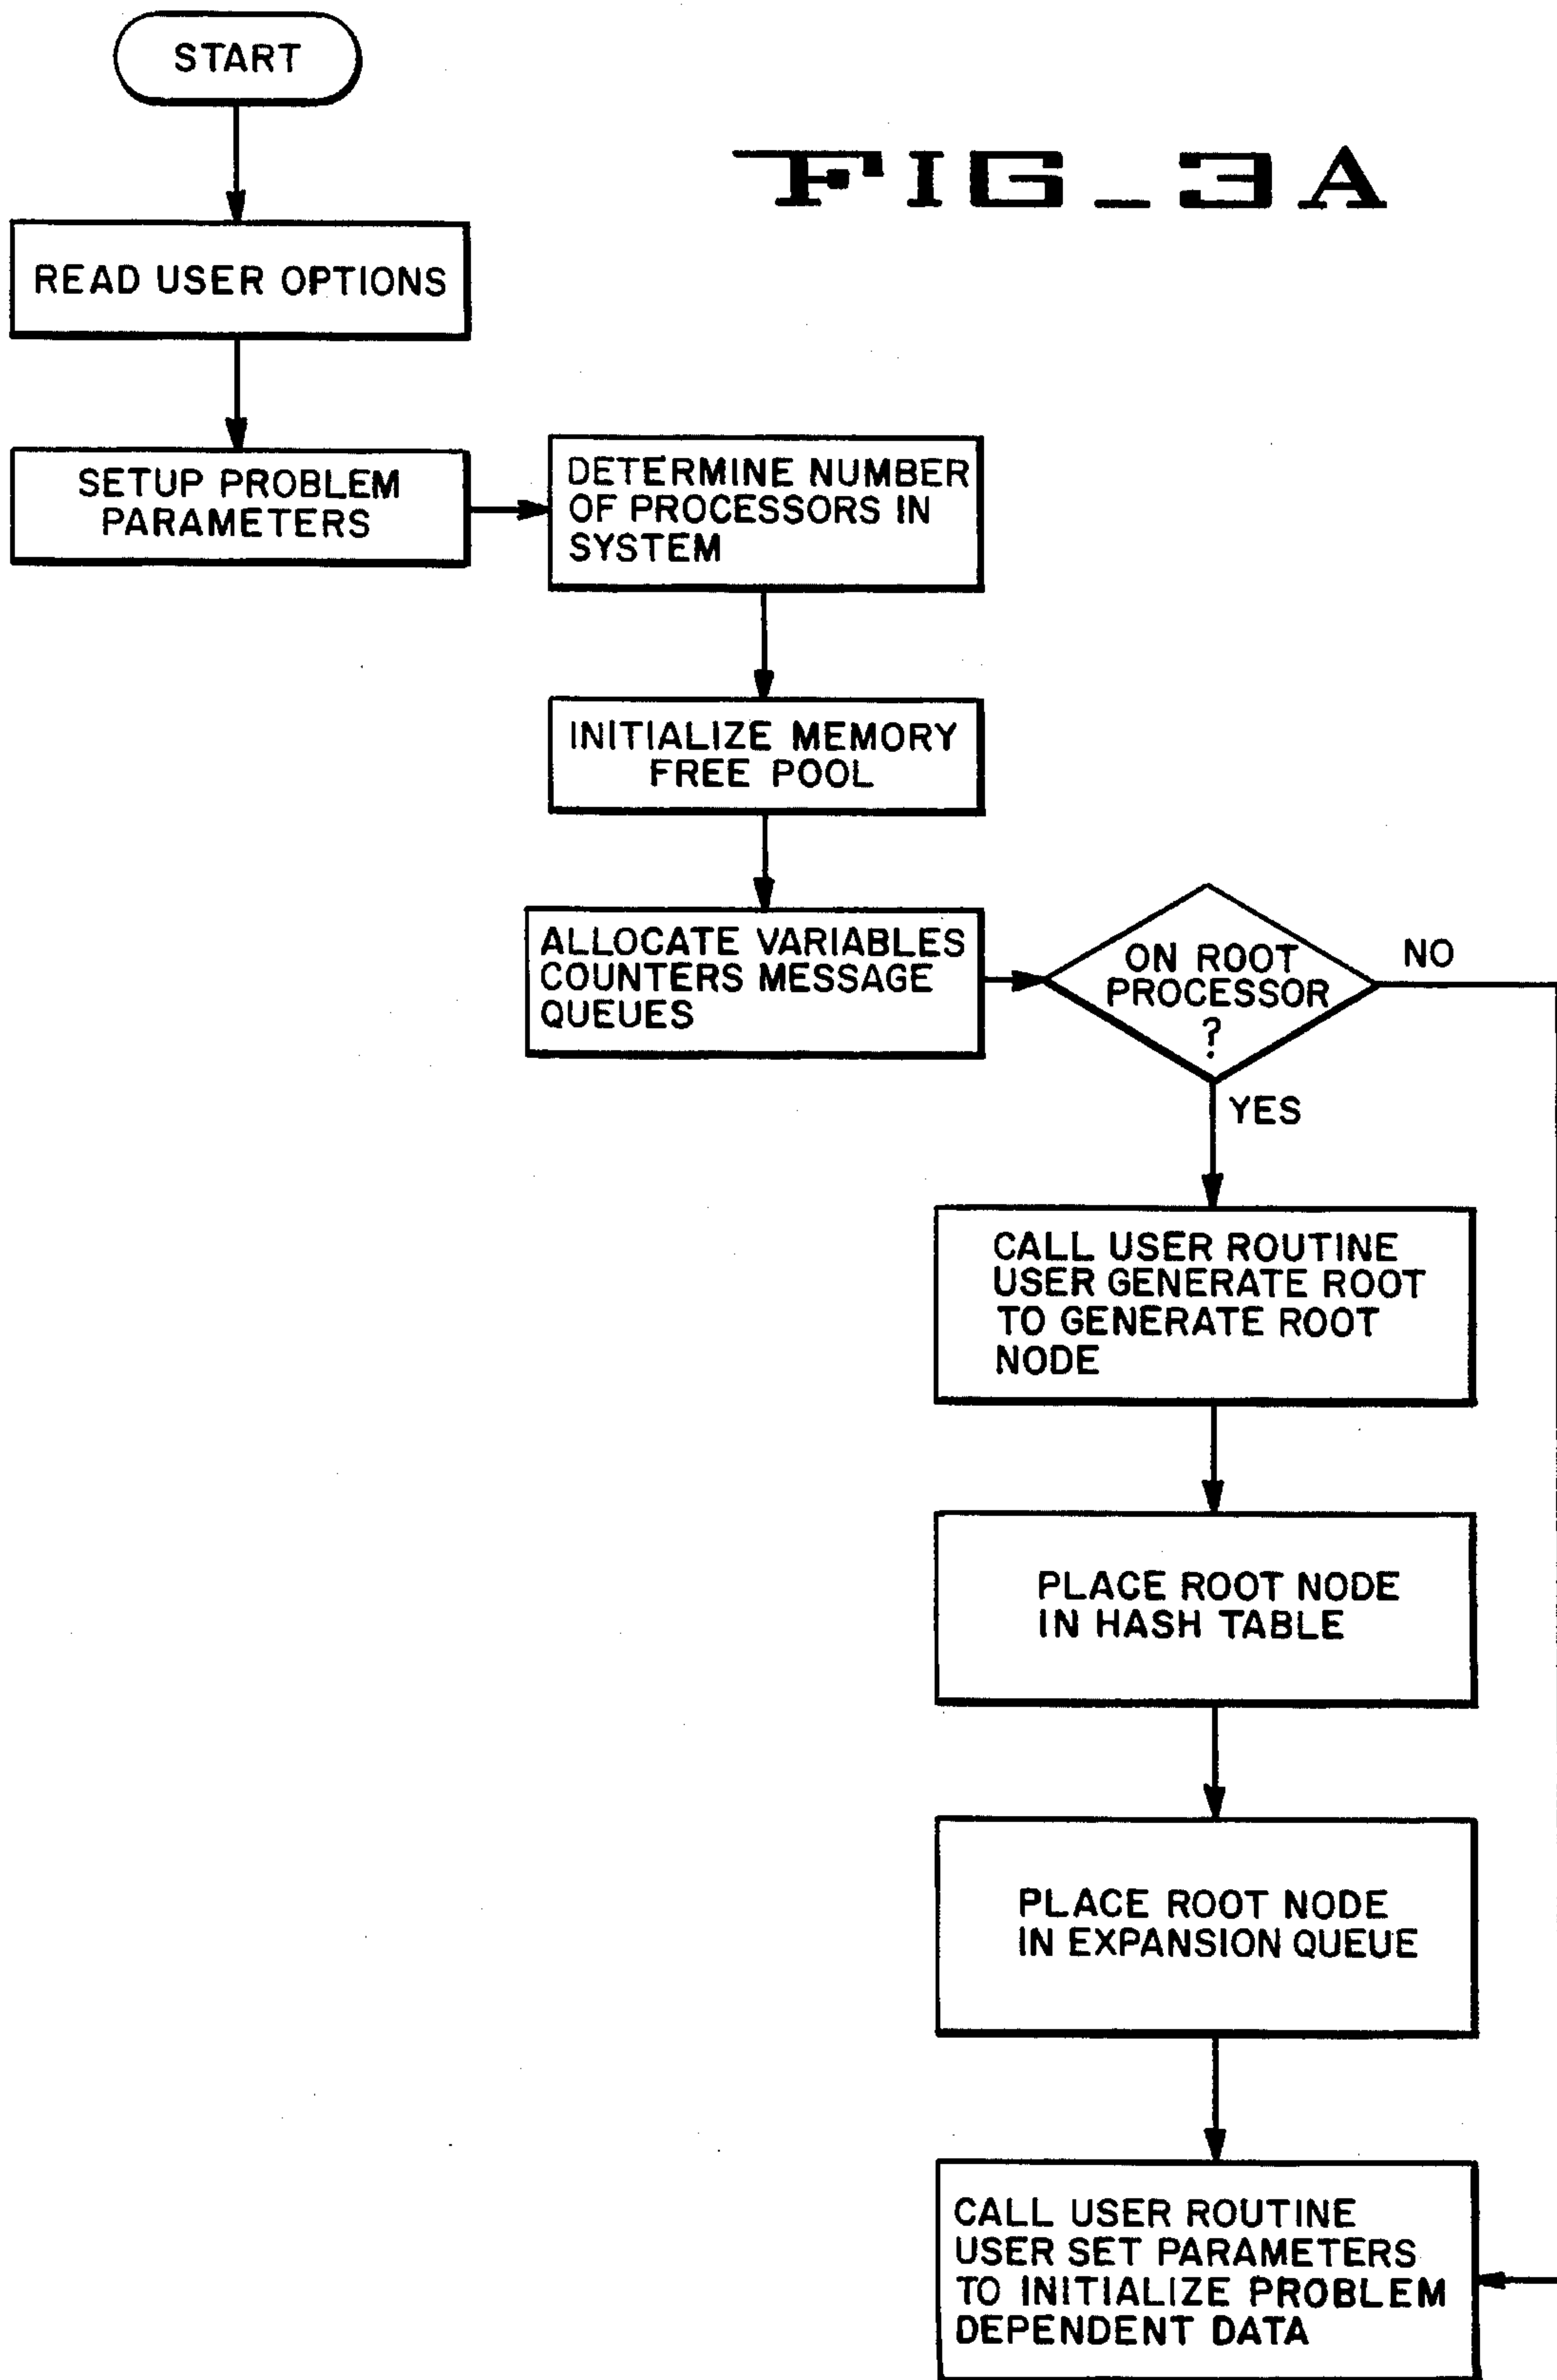 START
FIG_3A
READ USER OPTIONS
SETUP PROBLEM
PARAMETERS
DETERMINE NUMBER
OF PROCESSORS IN
SYSTEM
INITIALIZE MEMORY
FREE POOL
ALLOCATE VARIABLES
COUNTERS MESSAGE
QUEUES
ON ROOT
PROCESSOR
?
NO
YES
CALL USER ROUTINE
USER GENERATE ROOT
TO GENERATE ROOT
NODE
PLACE ROOT NODE
IN HASH TABLE
PLACE ROOT NODE
IN EXPANSION QUEUE
CALL USER ROUTINE
USER SET PARAMETERS
TO INITIALIZE PROBLEM
DEPENDENT DATA